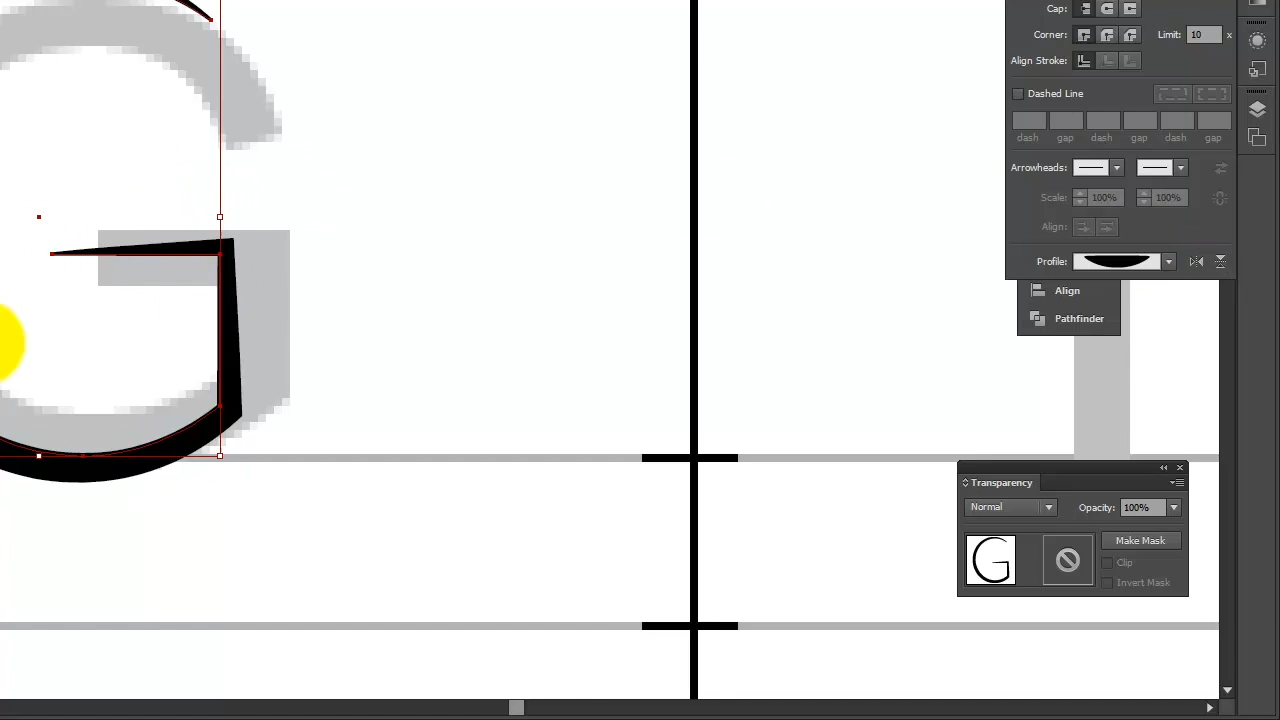 Cap:
Corner: Limit: 10 x
Align Stroke:
Dashed Line
dash gap dash gap dash gap
Arrowheads:
Scale: 100% 100%
Align:
Profile:
Align
Pathfinder
Transparency
Normal Opacity: 100%
Make Mask
Clip
Invert Mask
G